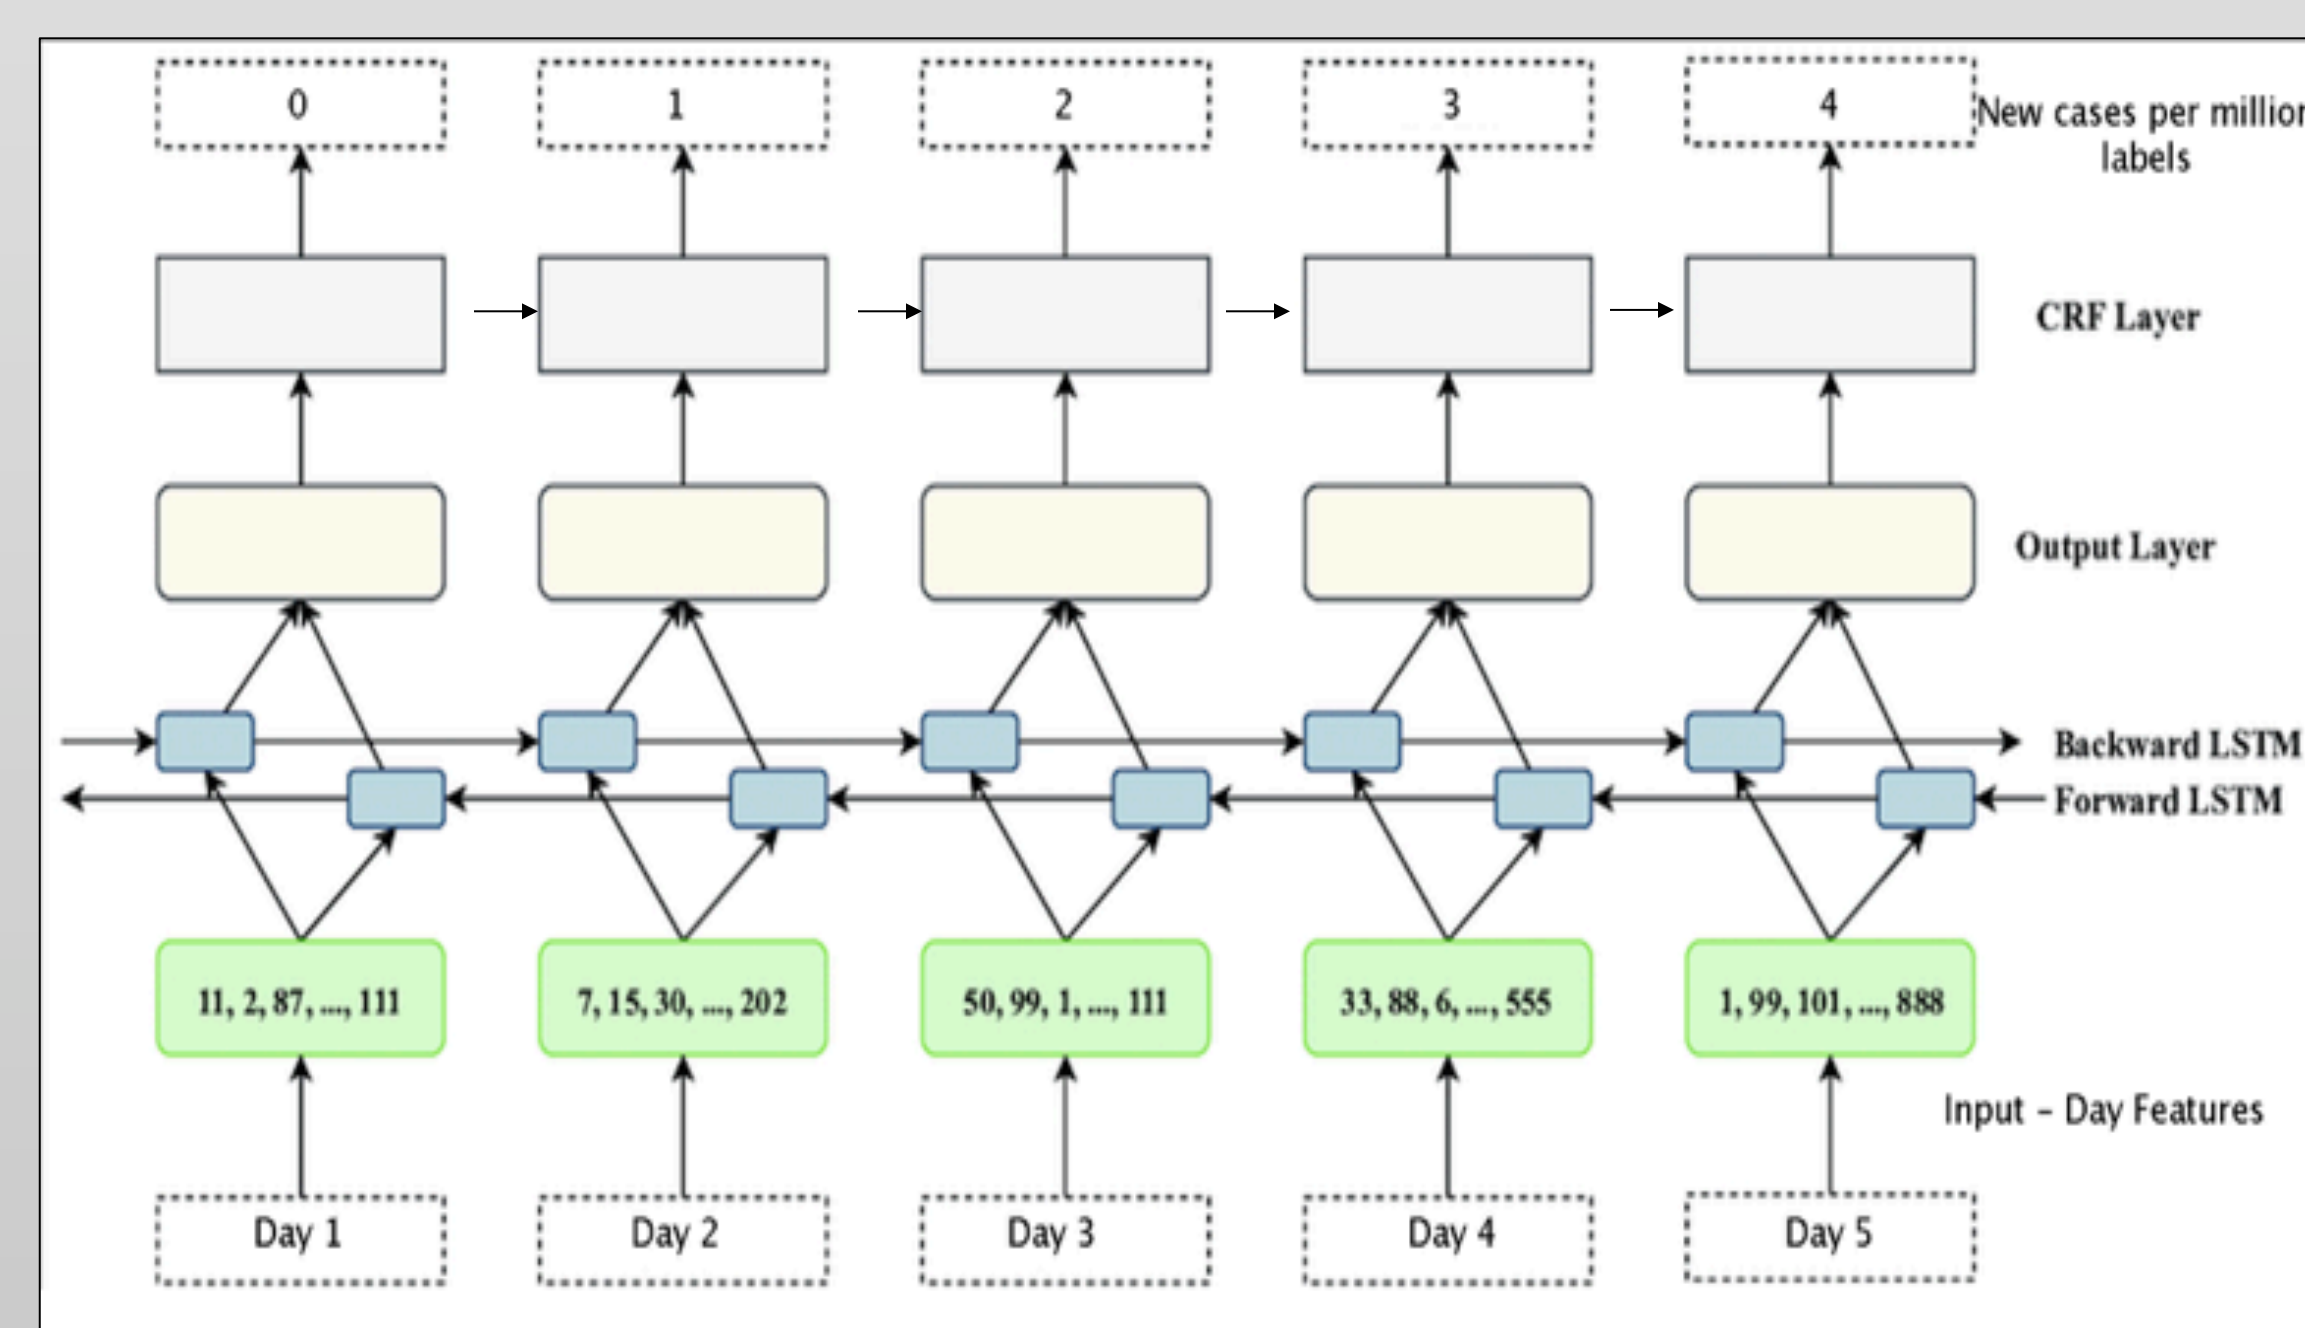 0
1
2
3
4
New cases per million
labels
CRF Layer
Output Layer
Backward LSTM
Forward LSTM
11, 2, 87, ..., 111
7, 15, 30, ..., 202
50, 99, 1, ..., 111
33, 88, 6, ..., 555
1, 99, 101, ..., 888
Input - Day Features
Day 1
Day 2
Day 3
Day 4
Day 5